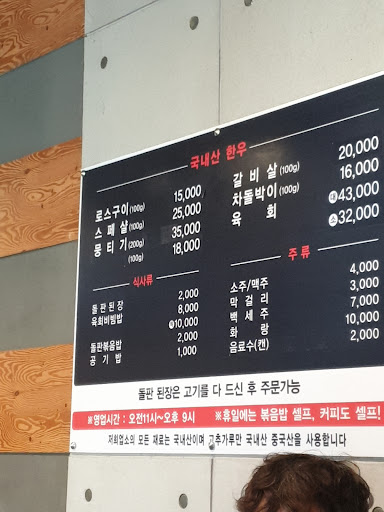 국내산 한우
로스구이(100g) 15,000
스페살(100g) 25,000
뭉티기(200g) 35,000
(100g) 18,000
갈비살(100g) 20,000
차돌박이(100g) 16,000
육회 대 43,000
소 32,000
식사류
돌판된장 2,000
육회비빔밥 8,000
10,000
돌판볶음밥 2,000
공기밥 1,000
주류
소주/맥주 4,000
막걸리 3,000
백세주 7,000
화랑 10,000
음료수(캔) 2,000
돌판 된장은 고기를 다 드신 후 주문가능
※영업시간 : 오전11시~오후 9시 ※휴일에는 볶음밥 셀프, 커피도 셀프!
저희업소의 모든 재료는 국내산이며 고추가루만 국내산 중국산을 사용합니다